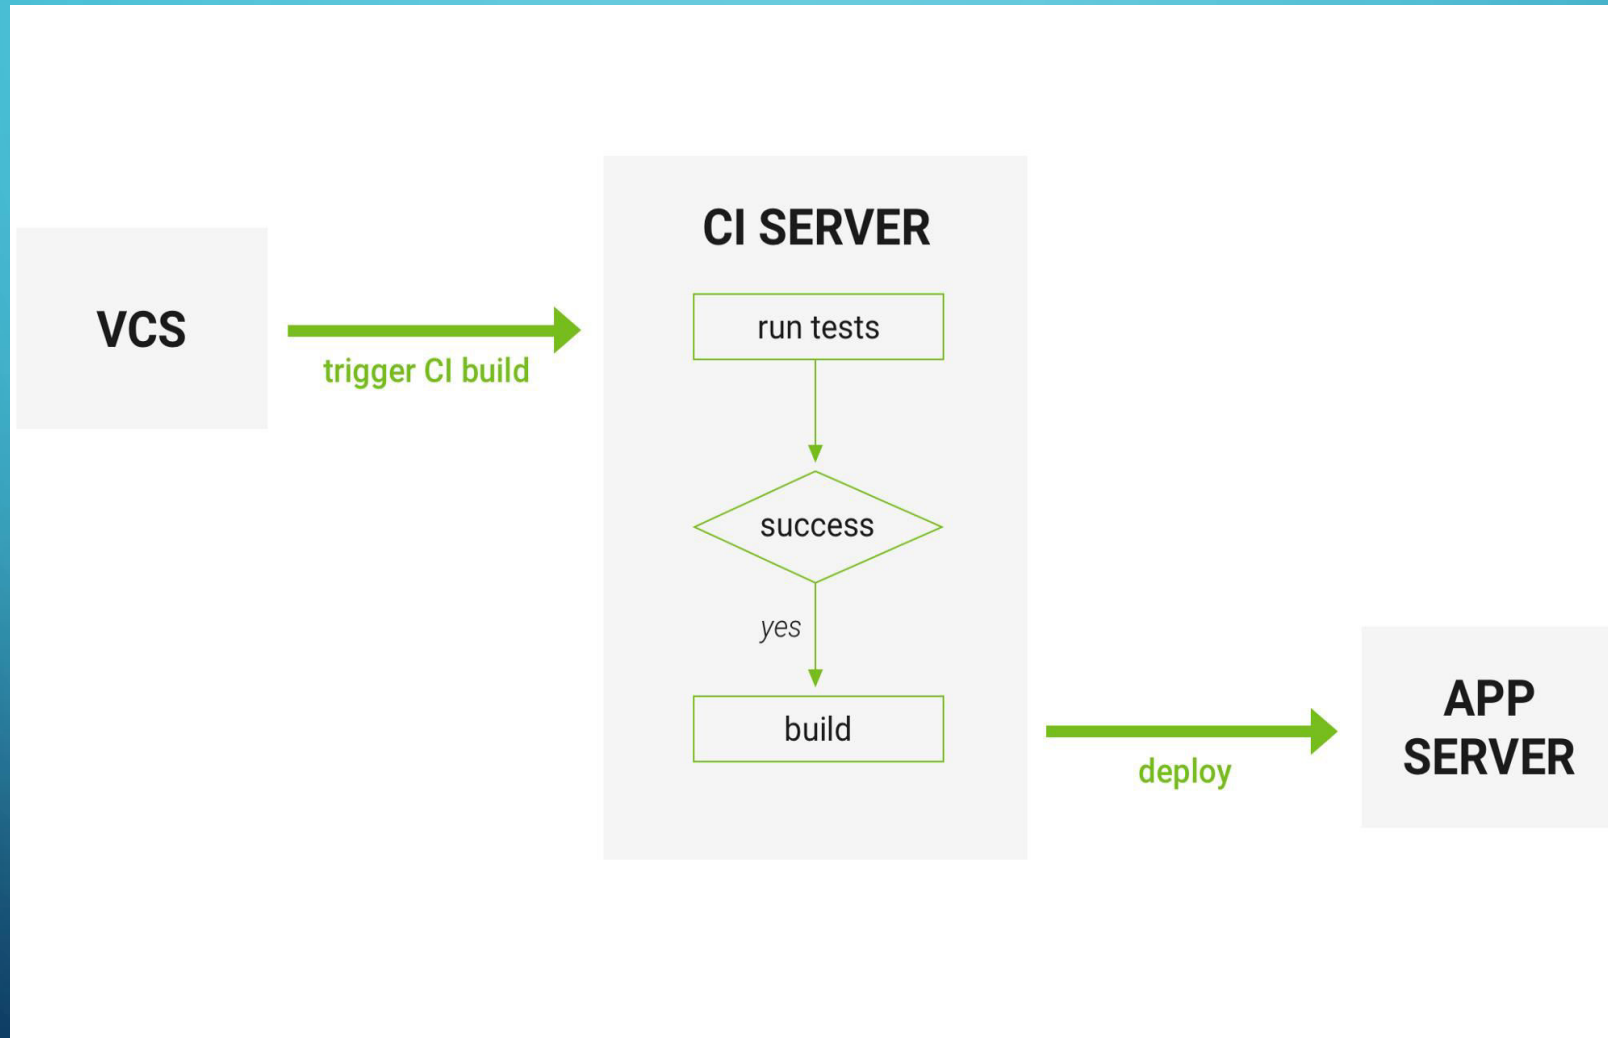 VCS
trigger CI build
CI SERVER
run tests
success
yes
build
deploy
APP
SERVER